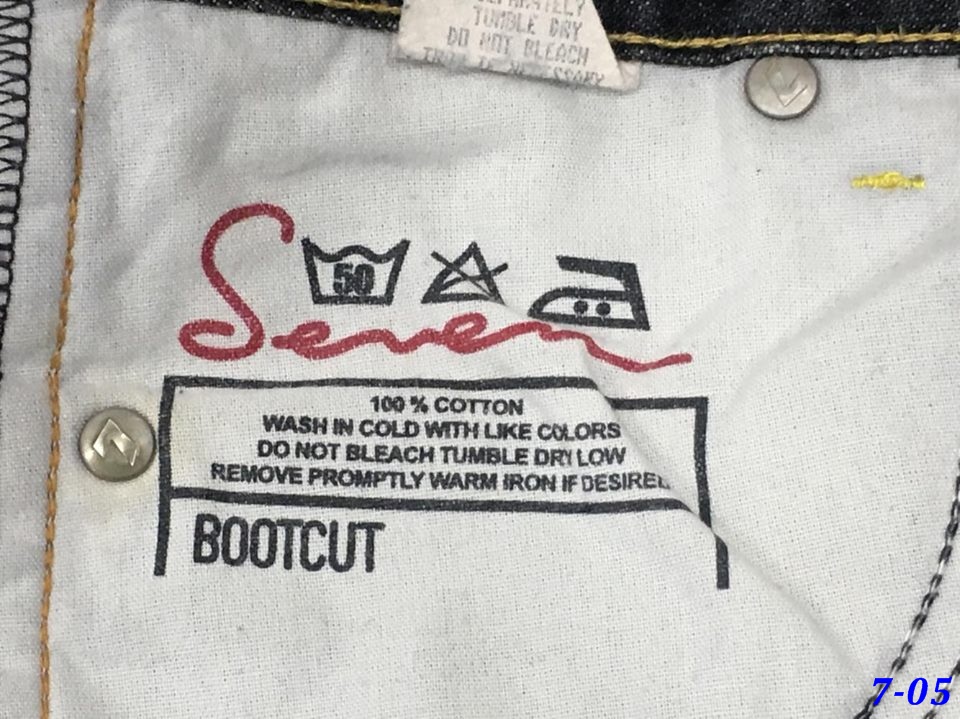 TUMBLE DRY
DO NOT BLEACH
50
Seven
100 % COTTON
WASH IN COLD WITH LIKE COLORS
DO NOT BLEACH TUMBLE DRY LOW
REMOVE PROMPTLY WARM IRON IF DESIRED
BOOTCUT
7-05